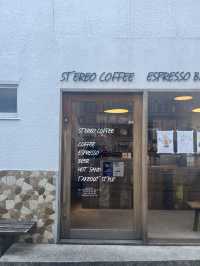 STEREO COFFEE ESPRESSO B
STEREO COFFEE
COFFEE
ESPRESSO
BEER
HOT SAND
TAKEOUT STYLE